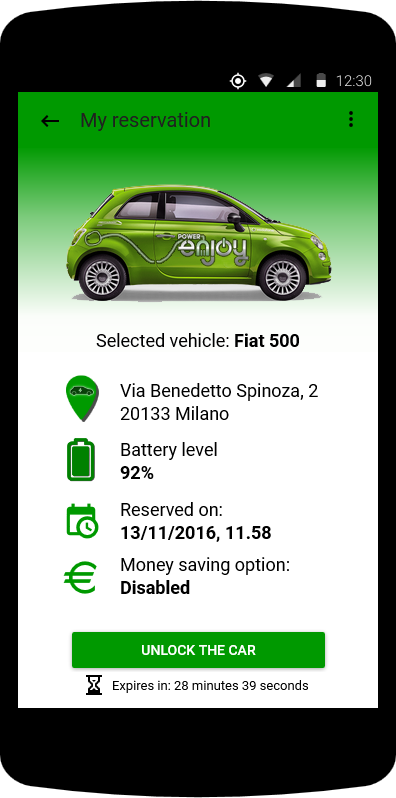 12:30
My reservation
POWER
enjoy
Selected vehicle: Fiat 500
Via Benedetto Spinoza, 2
20133 Milano
Battery level
92%
Reserved on:
13/11/2016, 11.58
Money saving option:
Disabled
UNLOCK THE CAR
Expires in: 28 minutes 39 seconds